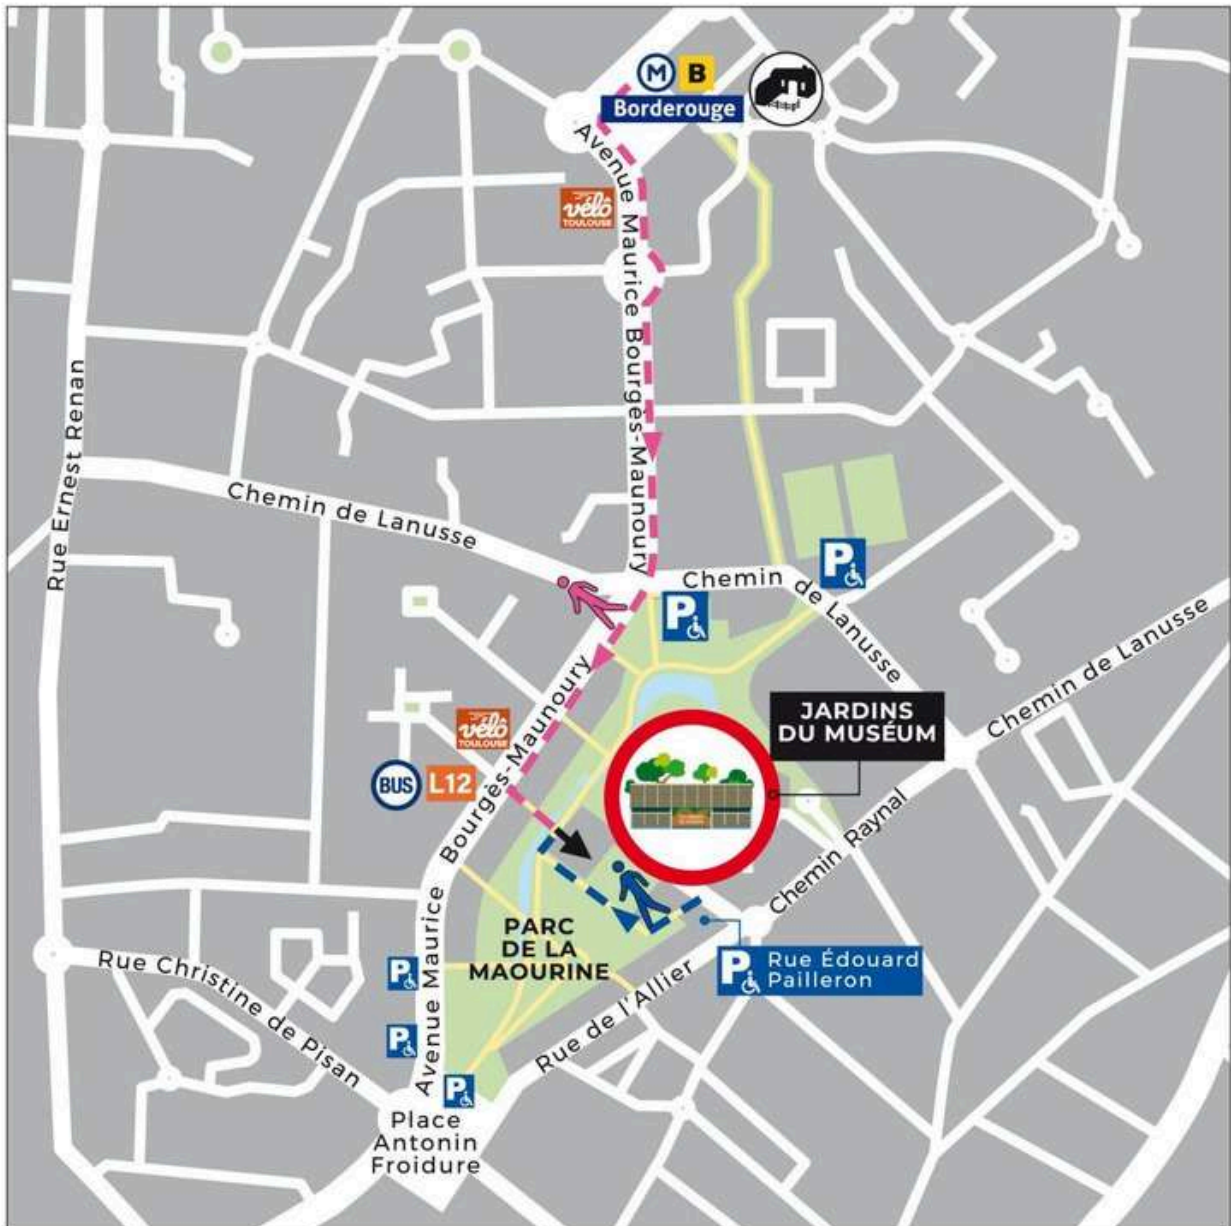 M
B
Borderouge
Avenue Maurice Bourgès-Maunoury
vélô
TOULOUSE
Rue Ernest Renan
Chemin de Lanusse
Chemin de Lanusse
P
P
Chemin de Lanusse
JARDINS
DU MUSÉUM
vélô
TOULOUSE
BUS
L12
Avenue Maurice Bourgès-Maunoury
Chemin Raynal
PARC
DE LA
MAOURINE
P
Rue Édouard
Pailleron
Rue Christine de Pisan
P
P
P
Rue de l'Allier
Place
Antonin
Froidure